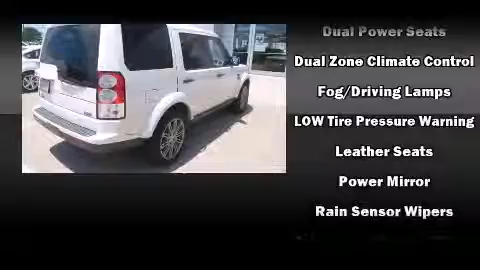 Dual Power Seats
Dual Zone Climate Control
Fog/Driving Lamps
LOW Tire Pressure Warning
Leather Seats
Power Mirror
Rain Sensor Wipers